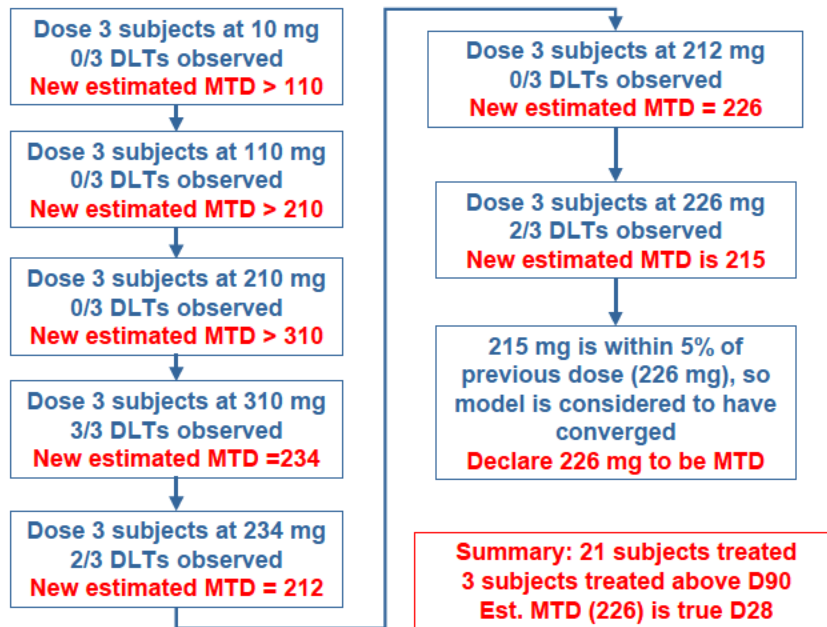 Dose 3 subjects at 10 mg
0/3 DLTs observed
New estimated MTD > 110
Dose 3 subjects at 110 mg
0/3 DLTs observed
New estimated MTD > 210
Dose 3 subjects at 210 mg
0/3 DLTs observed
New estimated MTD > 310
Dose 3 subjects at 310 mg
3/3 DLTs observed
New estimated MTD =234
Dose 3 subjects at 234 mg
2/3 DLTs observed
New estimated MTD = 212
Dose 3 subjects at 212 mg
0/3 DLTs observed
New estimated MTD = 226
Dose 3 subjects at 226 mg
2/3 DLTs observed
New estimated MTD is 215
215 mg is within 5% of
previous dose (226 mg), so
model is considered to have
converged
Declare 226 mg to be MTD
Summary: 21 subjects treated
3 subjects treated above D90
Est. MTD (226) is true D28